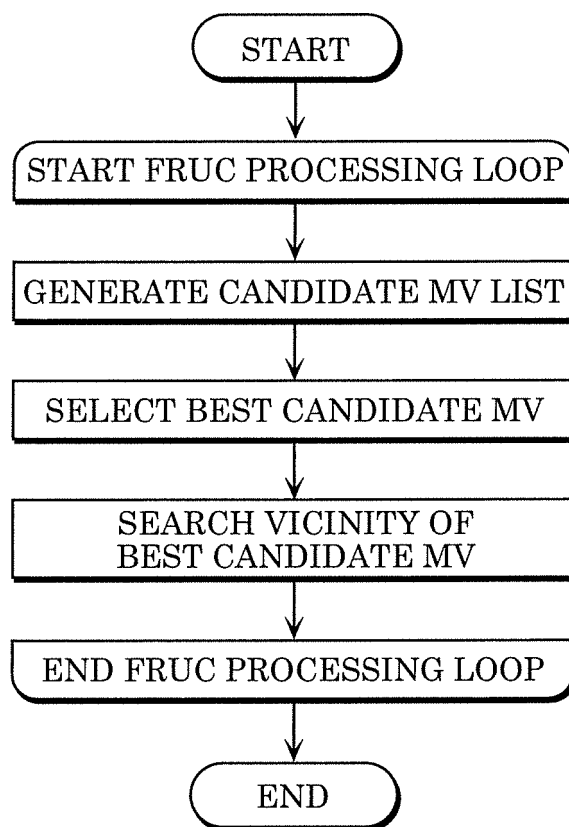 START
START FRUC PROCESSING LOOP
GENERATE CANDIDATE MV LIST
SELECT BEST CANDIDATE MV
SEARCH VICINITY OF
BEST CANDIDATE MV
END FRUC PROCESSING LOOP
END